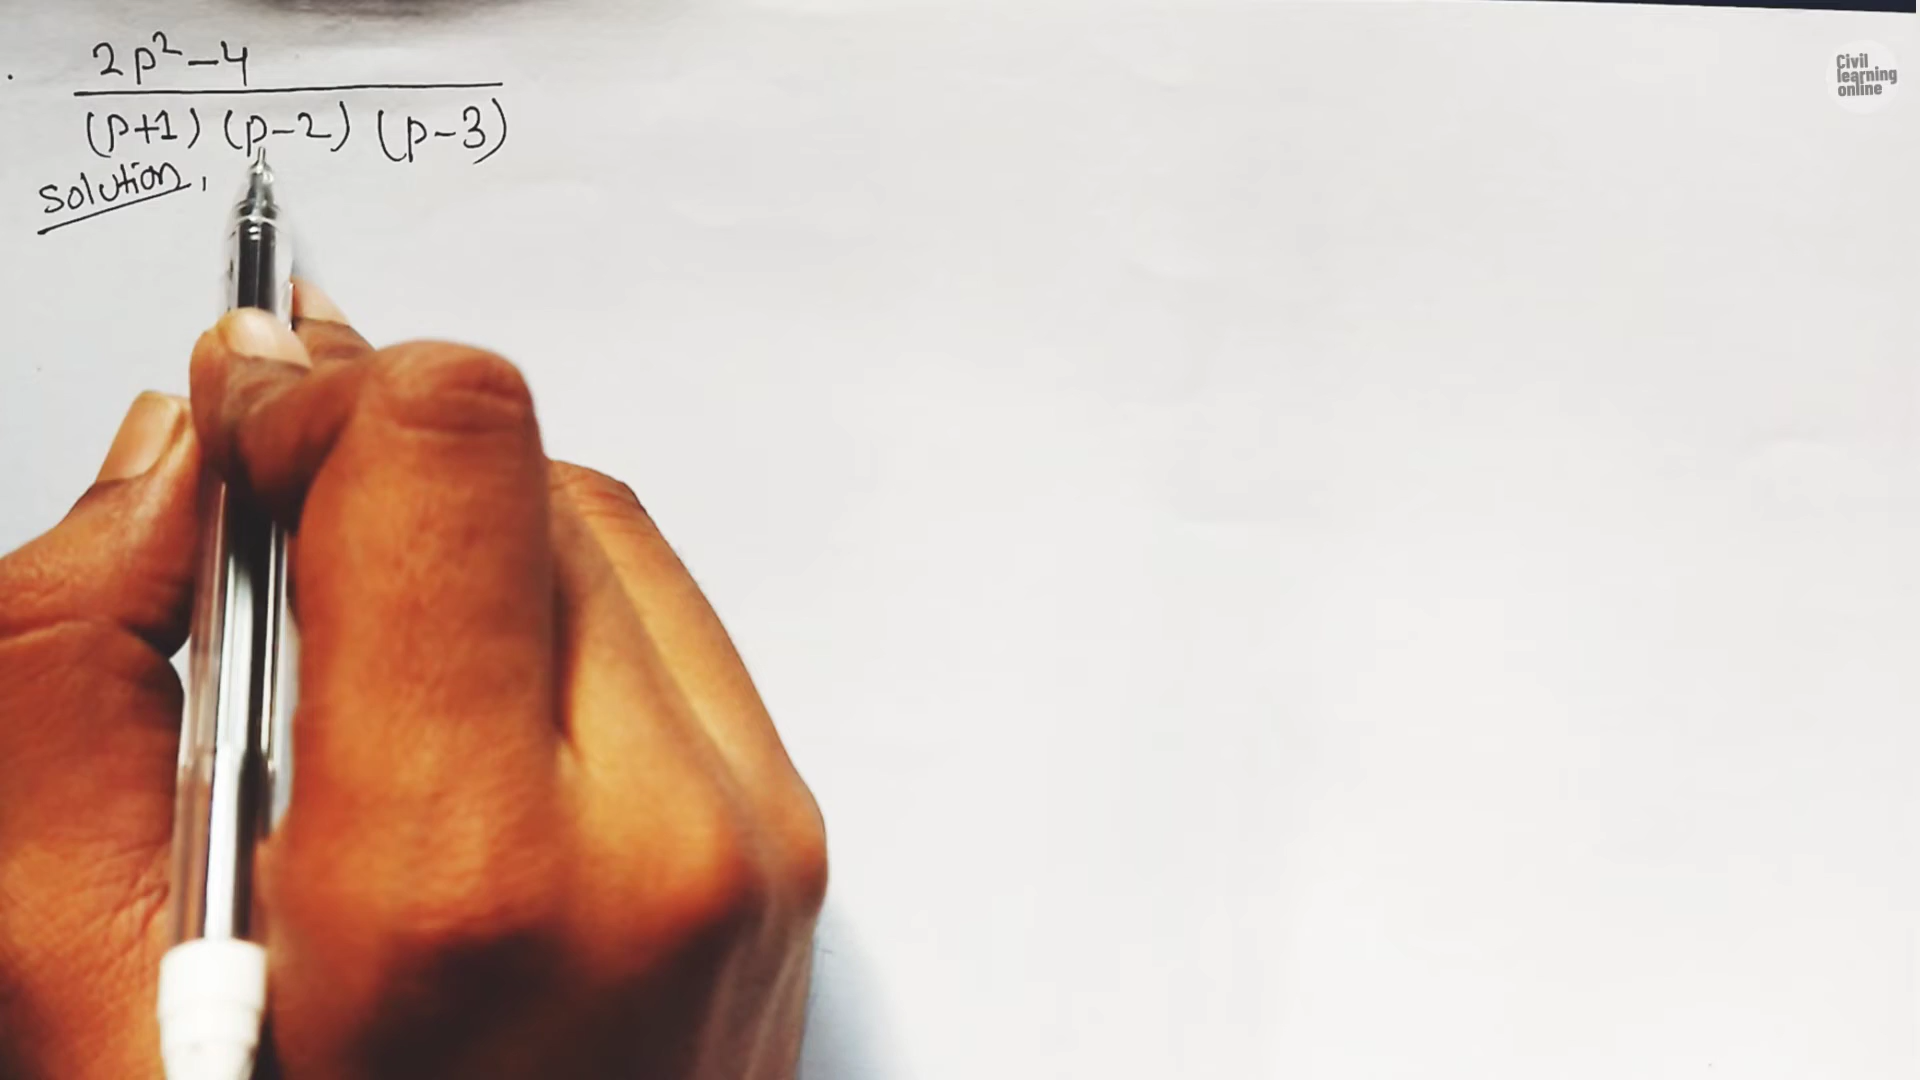 2p²-4
(p+1) (p-2) (p-3)
Solution,
Civil
learning
online